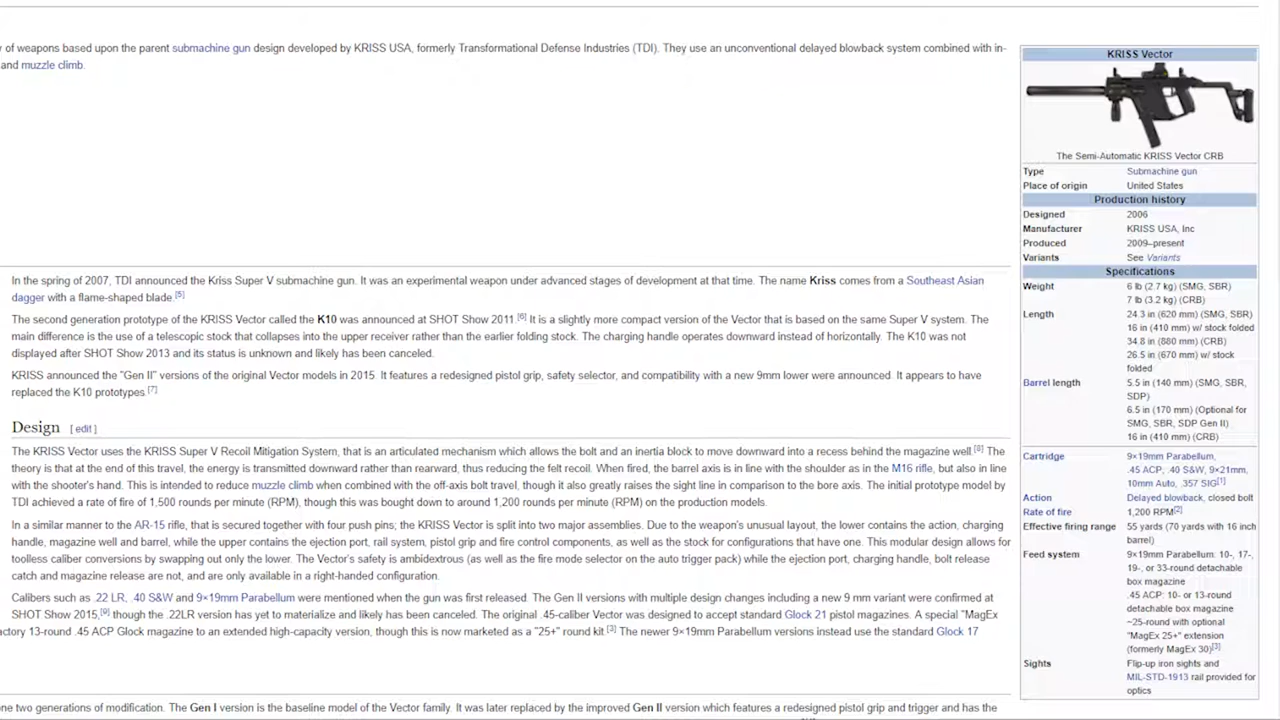 of weapons based upon the parent submachine gun design developed by KRISS USA, formerly Transformational Defense Industries (TDI). They use an unconventional delayed blowback system combined with in-
and muzzle climb.
In the spring of 2007, TDI announced the Kriss Super V submachine gun. It was an experimental weapon under advanced stages of development at that time. The name Kriss comes from a Southeast Asian
dagger with a flame-shaped blade.[5]
The second generation prototype of the KRISS Vector called the K10 was announced at SHOT Show 2011.[6] It is a slightly more compact version of the Vector that is based on the same Super V system. The
main difference is the use of a telescopic stock that collapses into the upper receiver rather than the earlier folding stock. The charging handle operates downward instead of horizontally. The K10 was not
displayed after SHOT Show 2013 and its status is unknown and likely has been canceled.
KRISS announced the "Gen II" versions of the original Vector models in 2015. It features a redesigned pistol grip, safety selector, and compatibility with a new 9mm lower were announced. It appears to have
replaced the K10 prototypes.[7]
Design [ edit ]
The KRISS Vector uses the KRISS Super V Recoil Mitigation System, that is an articulated mechanism which allows the bolt and an inertia block to move downward into a recess behind the magazine well.[8] The
theory is that at the end of this travel, the energy is transmitted downward rather than rearward, thus reducing the felt recoil. When fired, the barrel axis is in line with the shoulder as in the M16 rifle, but also in line
with the shooter's hand. This is intended to reduce muzzle climb when combined with the off-axis bolt travel, though it also greatly raises the sight line in comparison to the bore axis. The initial prototype model by
TDI achieved a rate of fire of 1,500 rounds per minute (RPM), though this was bought down to around 1,200 rounds per minute (RPM) on the production models.
In a similar manner to the AR-15 rifle, that is secured together with four push pins; the KRISS Vector is split into two major assemblies. Due to the weapon's unusual layout, the lower contains the action, charging
handle, magazine well and barrel, while the upper contains the ejection port, rail system, pistol grip and fire control components, as well as the stock for configurations that have one. This modular design allows for
toolless caliber conversions by swapping out only the lower. The Vector's safety is ambidextrous (as well as the fire mode selector on the auto trigger pack) while the ejection port, charging handle, bolt release
catch and magazine release are not, and are only available in a right-handed configuration.
Calibers such as .22 LR, .40 S&W and 9×19mm Parabellum were mentioned when the gun was first released. The Gen II versions with multiple design changes including a new 9 mm variant were confirmed at
SHOT Show 2015,[9] though the .22LR version has yet to materialize and likely has been canceled. The original .45-caliber Vector was designed to accept standard Glock 21 pistol magazines. A special "MagEx
actory 13-round .45 ACP Glock magazine to an extended high-capacity version, though this is now marketed as a "25+" round kit.[3] The newer 9×19mm Parabellum versions instead use the standard Glock 17
one two generations of modification. The Gen I version is the baseline model of the Vector family. It was later replaced by the improved Gen II version which features a redesigned pistol grip and trigger and has the
KRISS Vector
The Semi-Automatic KRISS Vector CRB
Type Submachine gun
Place of origin United States
Production history
Designed 2006
Manufacturer KRISS USA, Inc
Produced 2009–present
Variants See Variants
Specifications
Weight 6 lb (2.7 kg) (SMG, SBR)
7 lb (3.2 kg) (CRB)
Length 24.3 in (620 mm) (SMG, SBR)
16 in (410 mm) w/ stock folded
34.8 in (880 mm) (CRB)
26.5 in (670 mm) w/ stock
folded
Barrel length 5.5 in (140 mm) (SMG, SBR,
SDP)
6.5 in (170 mm) (Optional for
SMG, SBR, SDP Gen II)
16 in (410 mm) (CRB)
Cartridge 9×19mm Parabellum,
.45 ACP, .40 S&W, 9×21mm,
10mm Auto, .357 SIG[1]
Action Delayed blowback, closed bolt
Rate of fire 1,200 RPM[2]
Effective firing range 55 yards (70 yards with 16 inch
barrel)
Feed system 9×19mm Parabellum: 10-, 17-,
19-, or 33-round detachable
box magazine
.45 ACP: 10- or 13-round
detachable box magazine
~25-round with optional
"MagEx 25+" extension
(formerly MagEx 30)[3]
Sights Flip-up iron sights and
MIL-STD-1913 rail provided for
optics